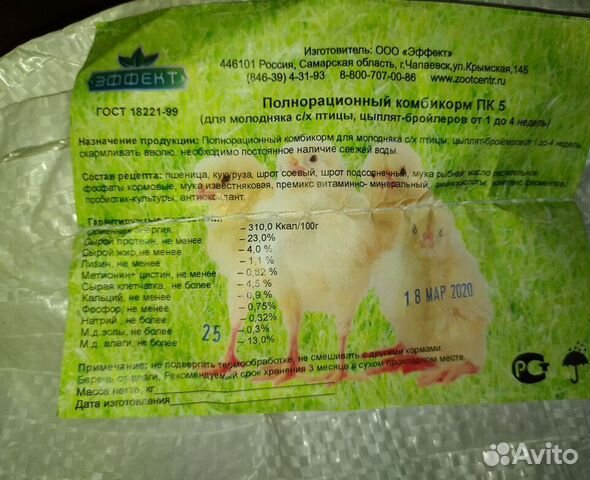 ЭФФЕКТ
ГОСТ 18221-99
Изготовитель: ООО «Эффект»
446101 Россия, Самарская область, г.Чапаевск,ул.Крымская,145
(846-39) 4-31-93 8-800-707-00-86 www.zootcentr.ru
Полнорационный комбикорм ПК 5
(для молодняка с/х птицы, цыплят-бройлеров от 1 до 4 недель)
Назначение продукции: Полнорационный комбикорм для молодняка с/х птицы, цыплят-бройлеров от 1 до 4 недель,
скармливать вволю, необходимо постоянное наличие свежей воды.
Состав рецепта: пшеница, кукуруза, шрот соевый, шрот подсолнечный, мука рыбная, масло растительное,
фосфаты кормовые, мука известняковая, премикс витаминно- минеральный, аминокислоты, комплекс ферментов,
пробиотик-культуры, антиоксидант.
Гарантируемые
Обменная энергия – 310,0 Ккал/100г
Сырой протеин, не менее – 23,0%
Сырой жир,не менее – 4,0 %
Лизин, не менее – 1,1 %
Метионин+ цистин, не менее – 0,82 %
Сырая клетчатка, не более – 4,5 %
Кальций, не более – 0,9 %
Фосфор, не менее – 0,75%
Натрий , не более – 0,32%
М.д.золы, не более – 0,3%
М.д. влаги, не более – 13,0%
25
18 МАР 2020
Примечание: не подвергать термообработке, не смешивать с другими кормами.
Беречь от влаги. Рекомендуемый срок хранения 3 месяца в сухом прохладном месте.
Масса нетто, кг
Дата изготовления
Avito